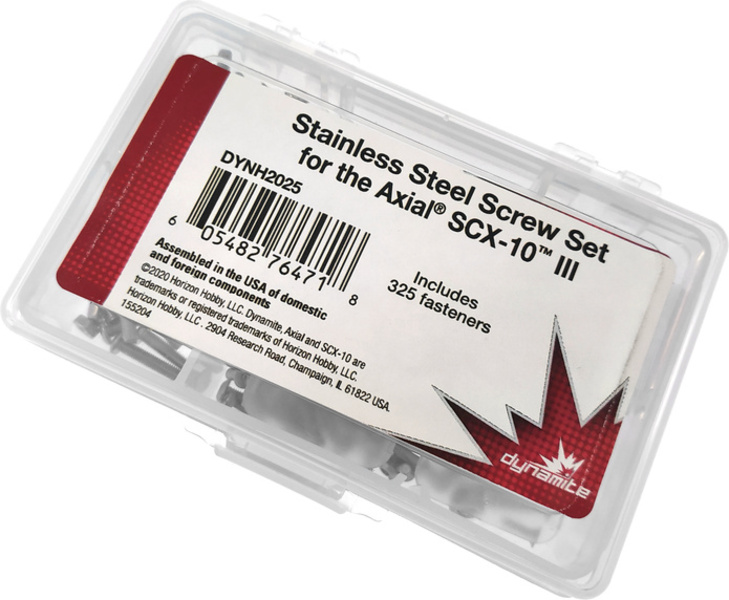 Stainless Steel Screw Set
for the Axial® SCX-10™ III
DYNH2025
6 05482 76471 8
Includes
325 fasteners
Assembled in the USA of domestic
and foreign components
©2020 Horizon Hobby, LLC. Dynamite, Axial and SCX-10 are
trademarks or registered trademarks of Horizon Hobby, LLC.
Horizon Hobby, LLC . 2904 Research Road, Champaign, IL 61822 USA.
155204
dynamite